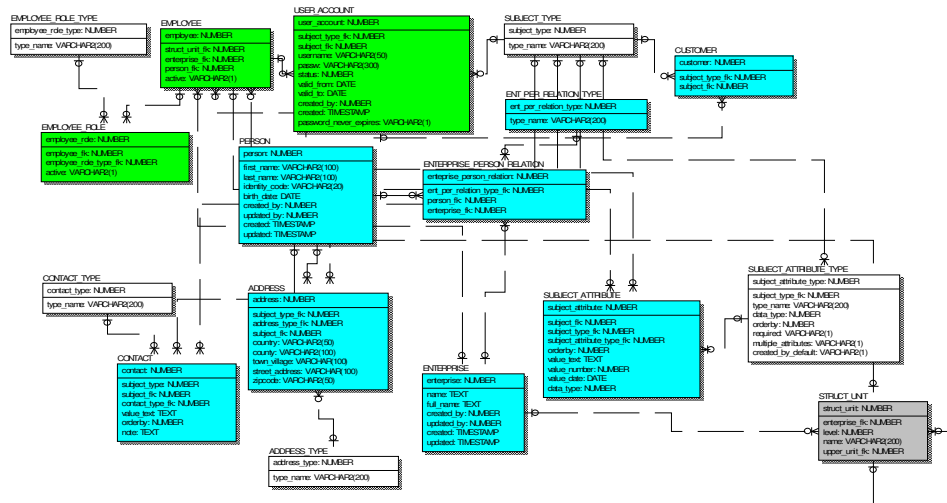 EMPLOYEE_ROLE_TYPE
employee_role_type: NUMBER
type_name: VARCHAR2(200)
EMPLOYEE
employee: NUMBER
struct_unit_fk: NUMBER
enterprise_fk: NUMBER
person_fk: NUMBER
active: VARCHAR2(1)
USER_ACCOUNT
user_account: NUMBER
subject_type_fk: NUMBER
subject_fk: NUMBER
username: VARCHAR2(50)
passw: VARCHAR2(300)
status: NUMBER
valid_from: DATE
valid_to: DATE
created_by: NUMBER
created: TIMESTAMP
password_never_expires: VARCHAR2(1)
SUBJECT_TYPE
subject_type: NUMBER
type_name: VARCHAR2(200)
CUSTOMER
customer: NUMBER
subject_type_fk: NUMBER
subject_fk: NUMBER
ENT_PER_RELATION_TYPE
ent_per_relation_type: NUMBER
type_name: VARCHAR2(200)
EMPLOYEE_ROLE
employee_role: NUMBER
employee_fk: NUMBER
employee_role_type_fk: NUMBER
active: VARCHAR2(1)
PERSON
person: NUMBER
first_name: VARCHAR2(100)
last_name: VARCHAR2(100)
identity_code: VARCHAR2(20)
birth_date: DATE
created_by: NUMBER
updated_by: NUMBER
created: TIMESTAMP
updated: TIMESTAMP
ENTERPRISE_PERSON_RELATION
enteprise_person_relation: NUMBER
ent_per_relation_type_fk: NUMBER
person_fk: NUMBER
enterprise_fk: NUMBER
CONTACT_TYPE
contact_type: NUMBER
type_name: VARCHAR2(200)
ADDRESS
address: NUMBER
subject_type_fk: NUMBER
address_type_fk: NUMBER
subject_fk: NUMBER
country: VARCHAR2(50)
county: VARCHAR2(100)
town_village: VARCHAR(100)
street_address: VARCHAR(100)
zipcode: VARCHAR2(50)
SUBJECT_ATTRIBUTE
subject_attribute: NUMBER
subject_fk: NUMBER
subject_type_fk: NUMBER
subject_attribute_type_fk: NUMBER
orderby: NUMBER
value_text: TEXT
value_number: NUMBER
value_date: DATE
data_type: NUMBER
SUBJECT_ATTRIBUTE_TYPE
subject_attribute_type: NUMBER
subject_type_fk: NUMBER
type_name: VARCHAR2(200)
data_type: NUMBER
orderby: NUMBER
required: VARCHAR2(1)
multiple_attributes: VARCHAR2(1)
created_by_default: VARCHAR2(1)
CONTACT
contact: NUMBER
subject_type: NUMBER
subject_fk: NUMBER
contact_type_fk: NUMBER
value_text: TEXT
orderby: NUMBER
note: TEXT
ENTERPRISE
enterprise: NUMBER
name: TEXT
full_name: TEXT
created_by: NUMBER
updated_by: NUMBER
created: TIMESTAMP
updated: TIMESTAMP
STRUCT_UNIT
struct_unit: NUMBER
enterprise_fk: NUMBER
level: NUMBER
name: VARCHAR2(200)
upper_unit_fk: NUMBER
ADDRESS_TYPE
address_type: NUMBER
type_name: VARCHAR2(200)